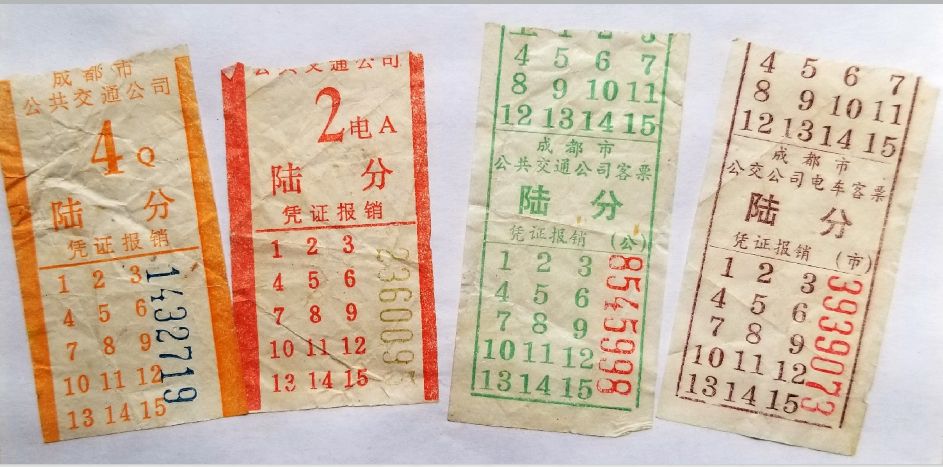 成都市
公共交通公司
4Q
陆 分
凭证报销
1 2 3
4 5 6
7 8 9
10 11 12
13 14 15
1432719
公共交通公司
2电A
陆 分
凭证报销
1 2 3
4 5 6
7 8 9
10 11 12
13 14 15
236009
4 5 6 7
8 9 10 11
12 13 14 15
成都市
公共交通公司客票
陆 分
凭证报销 (公)
1 2 3
4 5 6
7 8 9
10 11 12
13 14 15
8545998
4 5 6 7
8 9 10 11
12 13 14 15
成都市
公交公司电车客票
陆 分
凭证报销 (市)
1 2 3
4 5 6
7 8 9
10 11 12
13 14 15
3939073